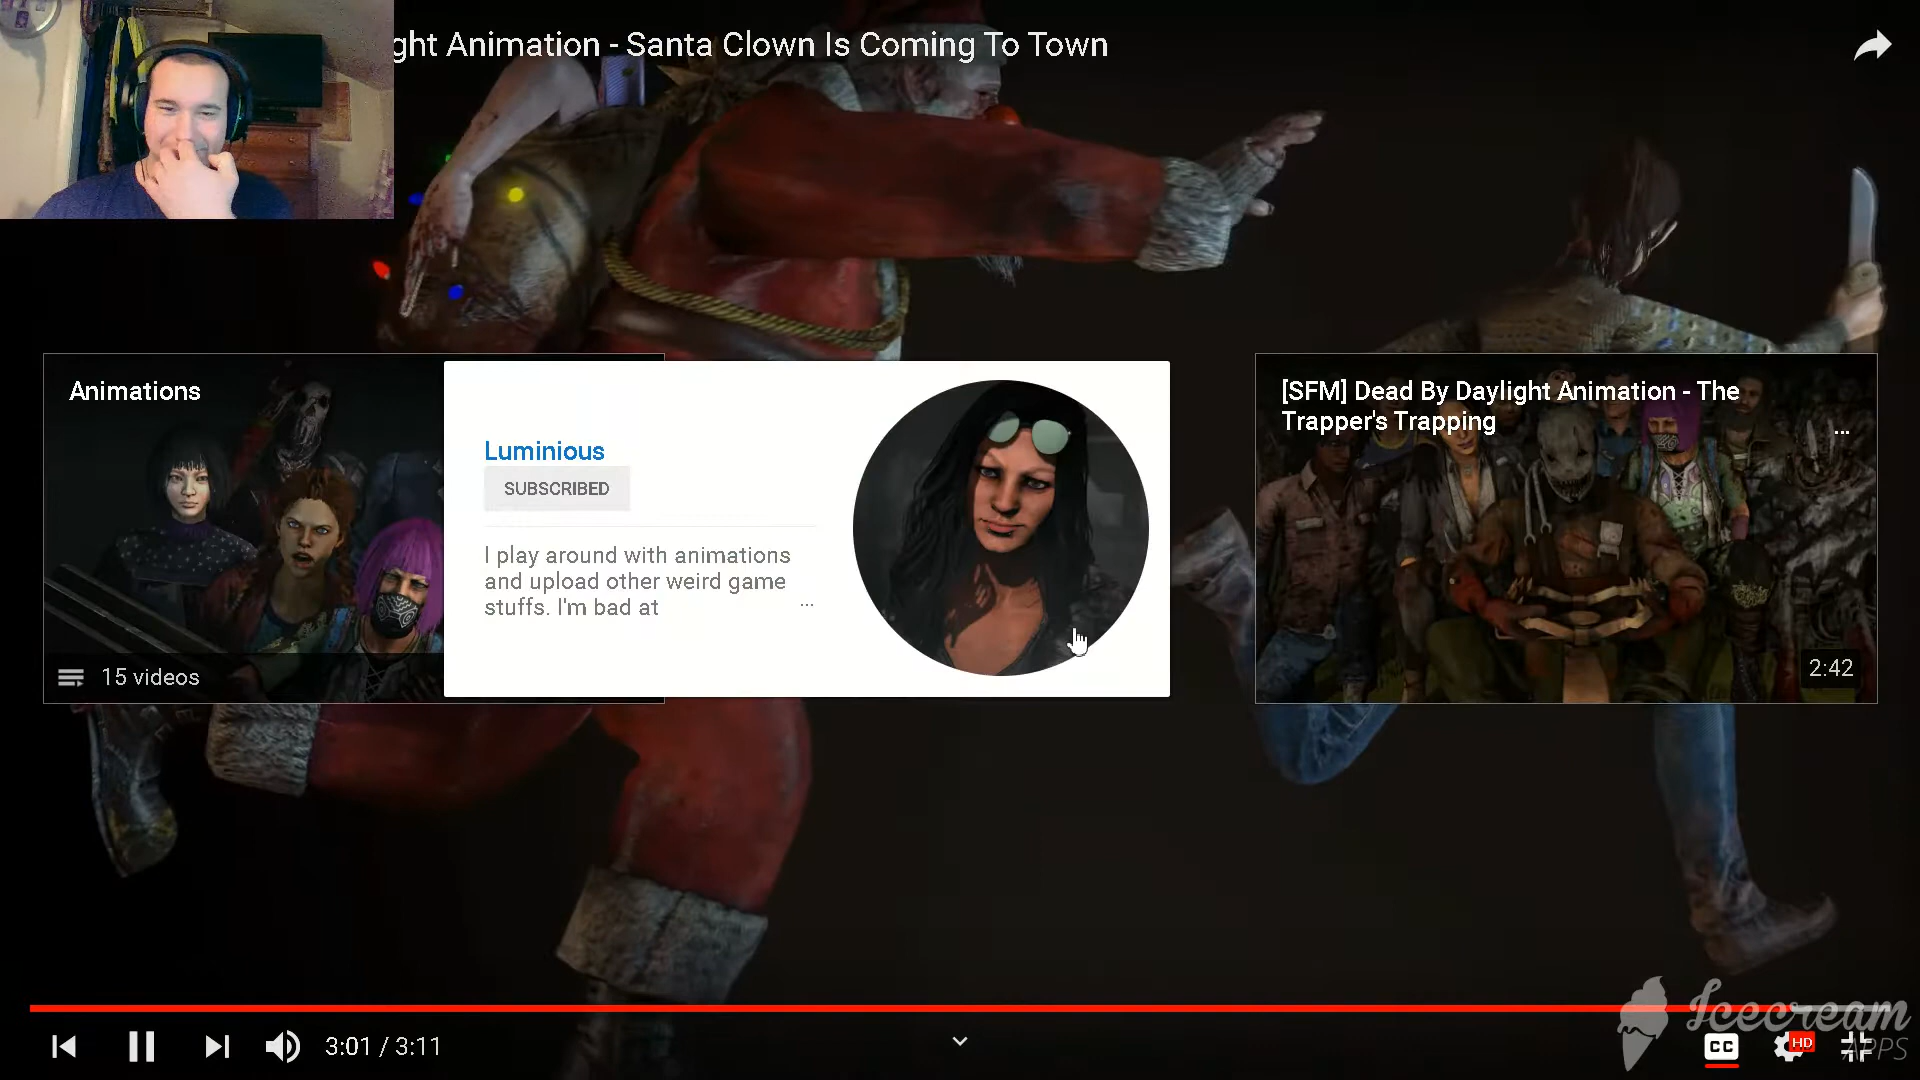 ght Animation - Santa Clown Is Coming To Town
Animations
15 videos
Luminious
SUBSCRIBED
I play around with animations
and upload other weird game
stuffs. I'm bad at ...
[SFM] Dead By Daylight Animation - The
Trapper's Trapping ...
2:42
3:01 / 3:11
CC
HD
Icecream
APPS